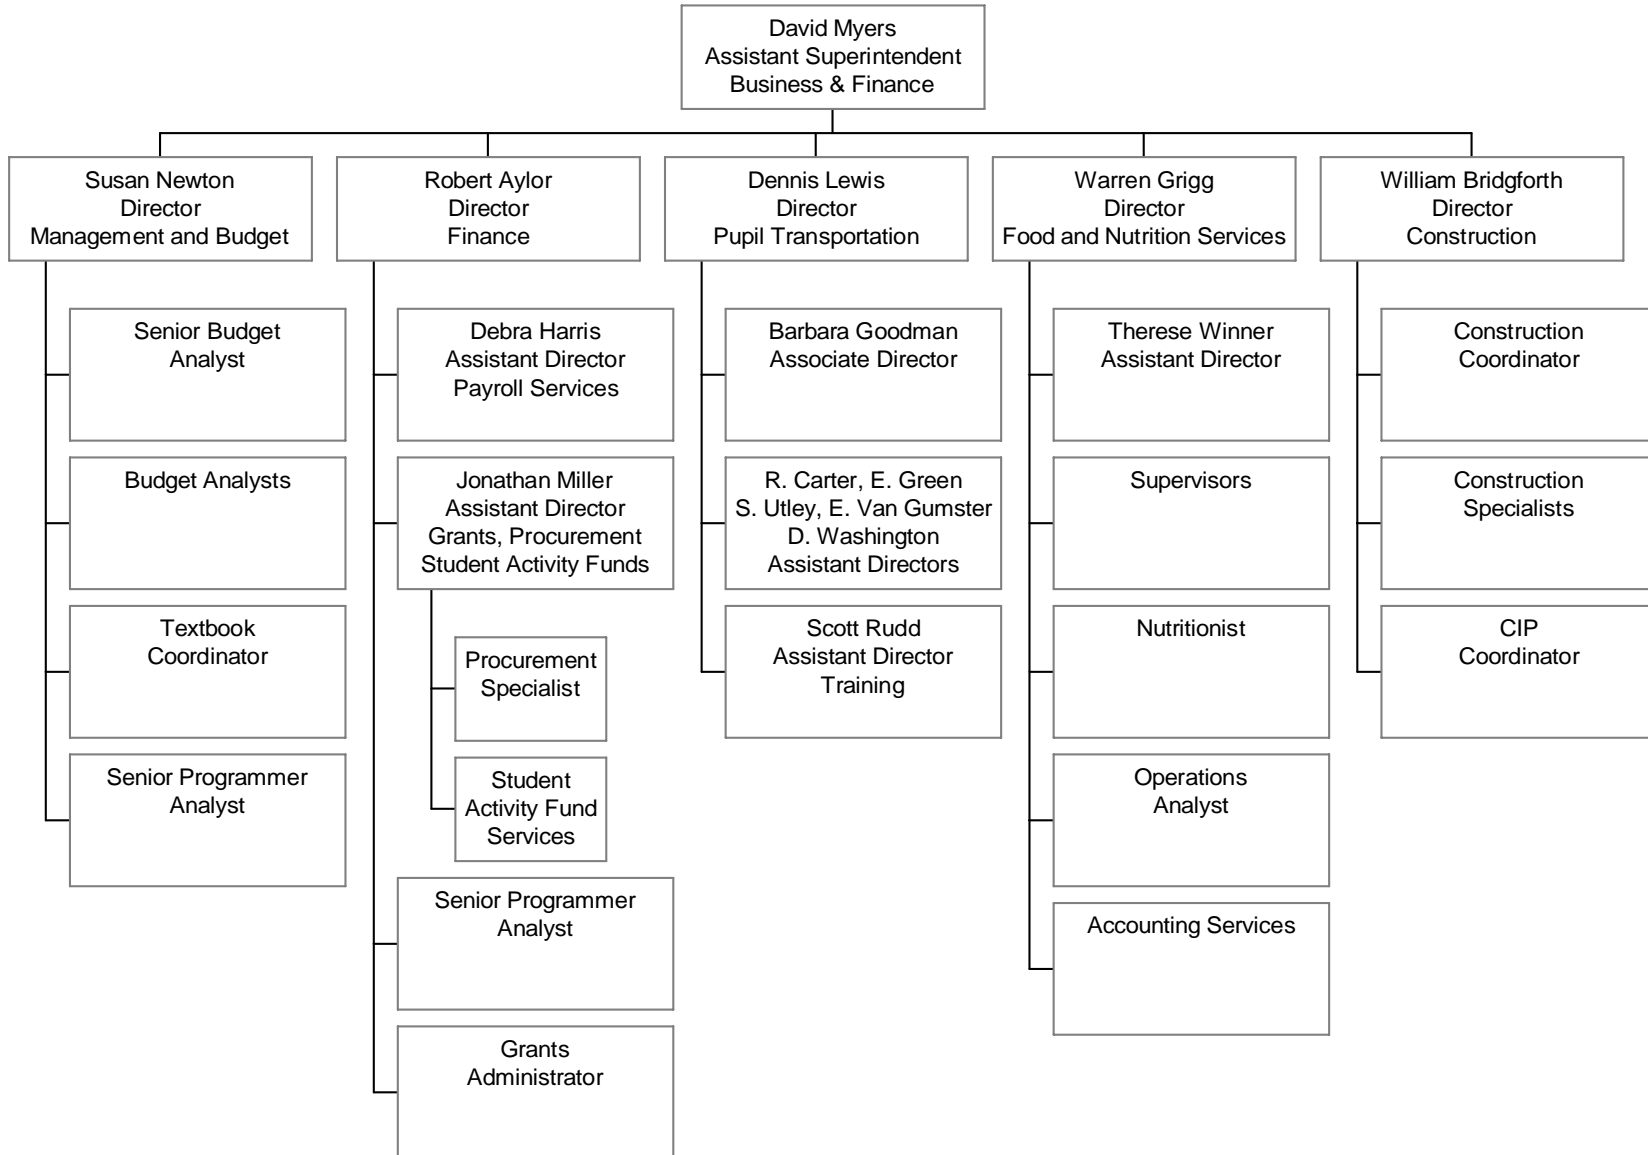 David Myers
Assistant Superintendent
Business & Finance
Susan Newton
Director
Management and Budget
Robert Aylor
Director
Finance
Dennis Lewis
Director
Pupil Transportation
Warren Grigg
Director
Food and Nutrition Services
William Bridgforth
Director
Construction
Senior Budget
Analyst
Budget Analysts
Textbook
Coordinator
Senior Programmer
Analyst
Debra Harris
Assistant Director
Payroll Services
Jonathan Miller
Assistant Director
Grants, Procurement
Student Activity Funds
Procurement
Specialist
Student
Activity Fund
Services
Senior Programmer
Analyst
Grants
Administrator
Barbara Goodman
Associate Director
R. Carter, E. Green
S. Utley, E. Van Gumster
D. Washington
Assistant Directors
Scott Rudd
Assistant Director
Training
Therese Winner
Assistant Director
Supervisors
Nutritionist
Operations
Analyst
Accounting Services
Construction
Coordinator
Construction
Specialists
CIP
Coordinator